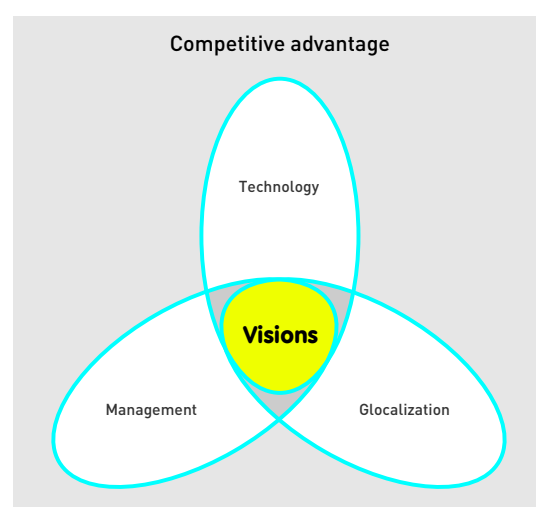 Competitive advantage
Technology
Visions
Management
Glocalization